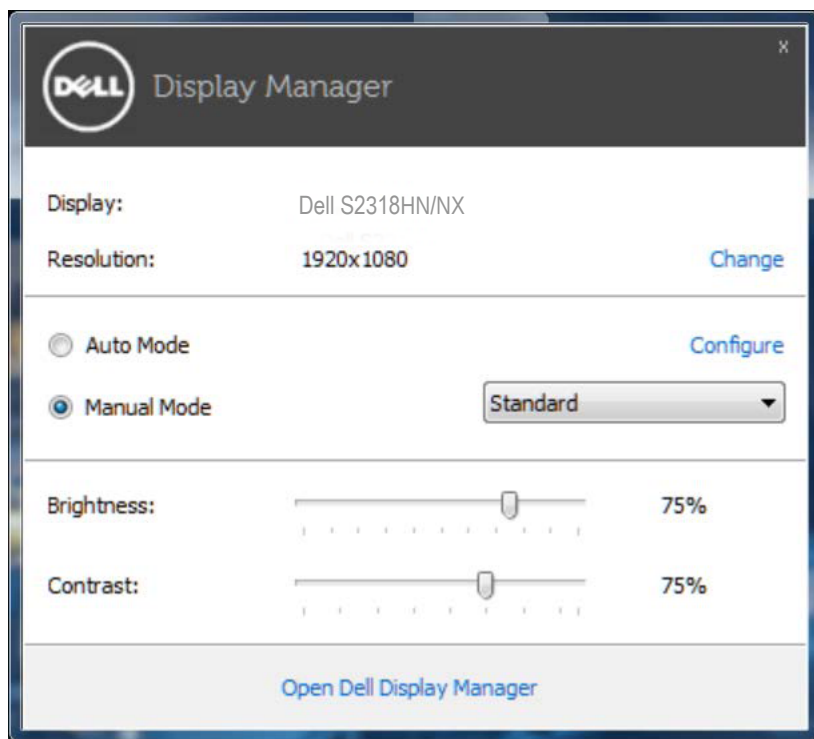 x
DELL Display Manager
Display: Dell S2318HN/NX
Resolution: 1920x1080 Change
Auto Mode Configure
Manual Mode Standard
Brightness: 75%
Contrast: 75%
Open Dell Display Manager